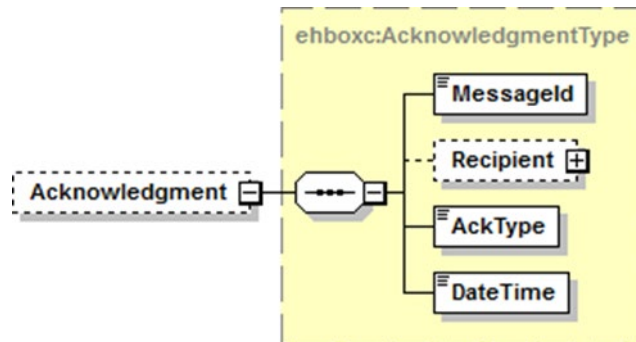 ehboxc:AcknowledgmentType
MessageId
Recipient
Acknowledgment
AckType
DateTime